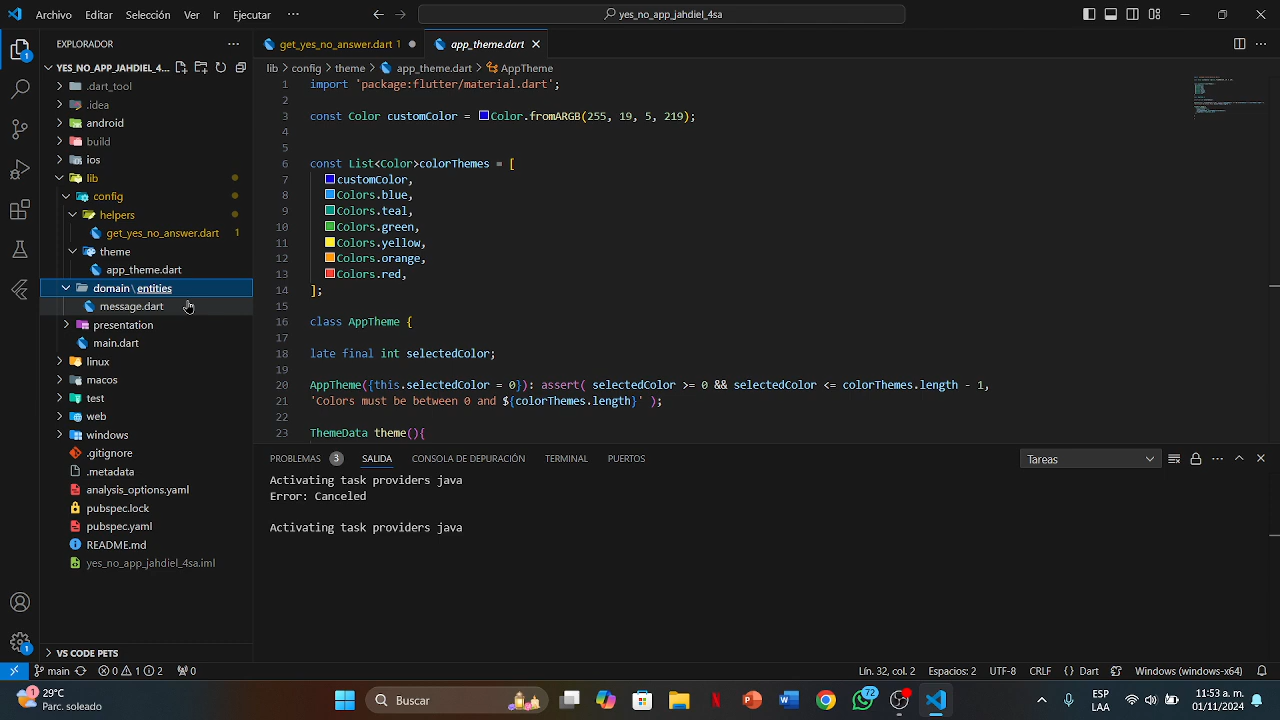 Archivo Editar Selección Ver Ir Ejecutar ··· yes_no_app_jahdiel_4sa
EXPLORADOR ···
YES_NO_APP_JAHDIEL_4...
.dart_tool
.idea
android
build
ios
lib
config
helpers
get_yes_no_answer.dart 1
theme
app_theme.dart
domain\entities
message.dart
presentation
main.dart
linux
macos
test
web
windows
.gitignore
.metadata
analysis_options.yaml
pubspec.lock
pubspec.yaml
README.md
yes_no_app_jahdiel_4sa.iml
VS CODE PETS
1
1
get_yes_no_answer.dart 1 app_theme.dart
lib > config > theme > app_theme.dart > AppTheme
1 import 'package:flutter/material.dart';
2
3 const Color customColor = Color.fromARGB(255, 19, 5, 219);
4
5
6 const List<Color>colorThemes = [
7 customColor,
8 Colors.blue,
9 Colors.teal,
10 Colors.green,
11 Colors.yellow,
12 Colors.orange,
13 Colors.red,
14 ];
15
16 class AppTheme {
17
18 late final int selectedColor;
19
20 AppTheme({this.selectedColor = 0}): assert( selectedColor >= 0 && selectedColor <= colorThemes.length - 1,
21 'Colors must be between 0 and ${colorThemes.length}' );
22
23 ThemeData theme(){
PROBLEMAS 3 SALIDA CONSOLA DE DEPURACIÓN TERMINAL PUERTOS Tareas
Activating task providers java
Error: Canceled
Activating task providers java
main 0 1 2 0 Lín. 32, col. 2 Espacios: 2 UTF-8 CRLF {} Dart Windows (windows-x64)
1 29°C
Parc. soleado
Buscar
72
ESP
LAA
11:53 a. m.
01/11/2024